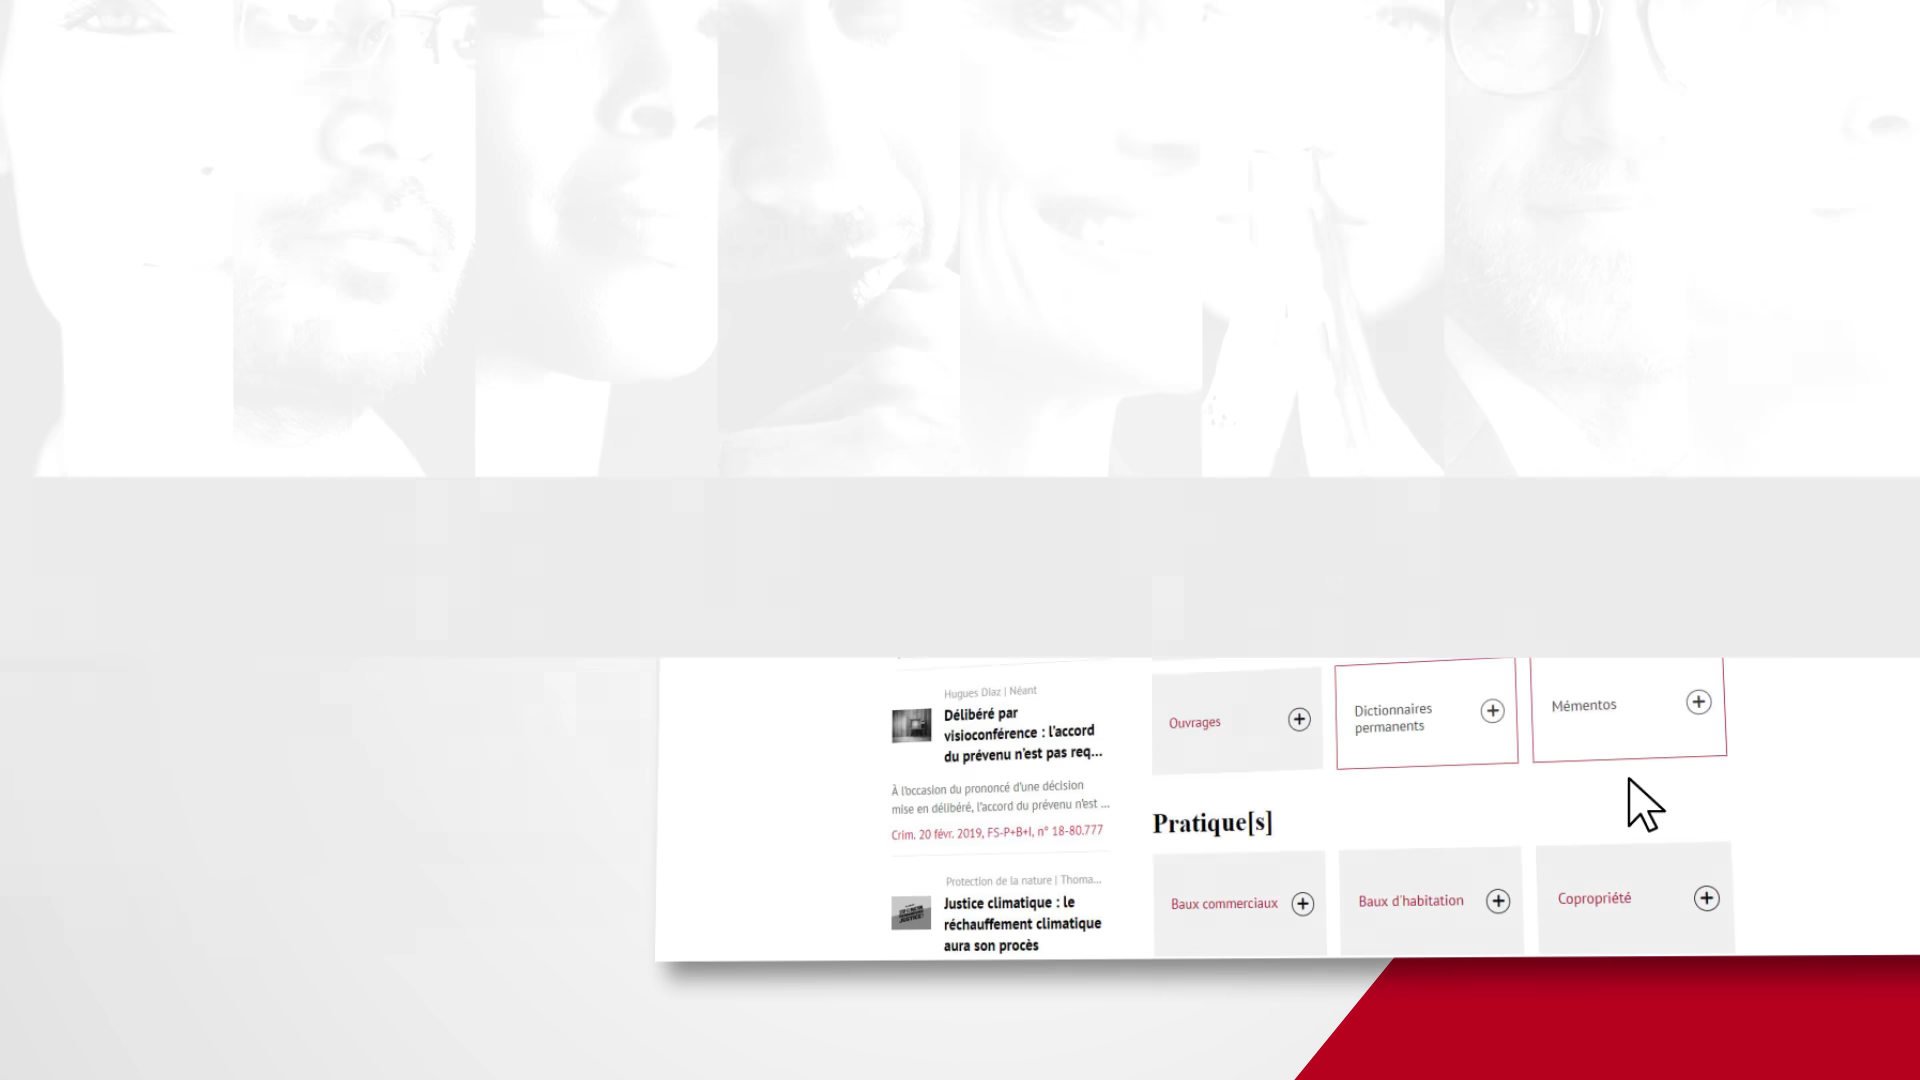 Hugues Diaz | Néant
Délibéré par
visioconférence : l'accord
du prévenu n'est pas req...
À l'occasion du prononcé d'une décision
mise en délibéré, l'accord du prévenu n'est ...
Crim. 20 févr. 2019, FS-P+B+I, n° 18-80.777
Protection de la nature | Thoma...
Justice climatique : le
réchauffement climatique
aura son procès
Ouvrages
Dictionnaires
permanents
Mémentos
Pratique[s]
Baux commerciaux
Baux d'habitation
Copropriété